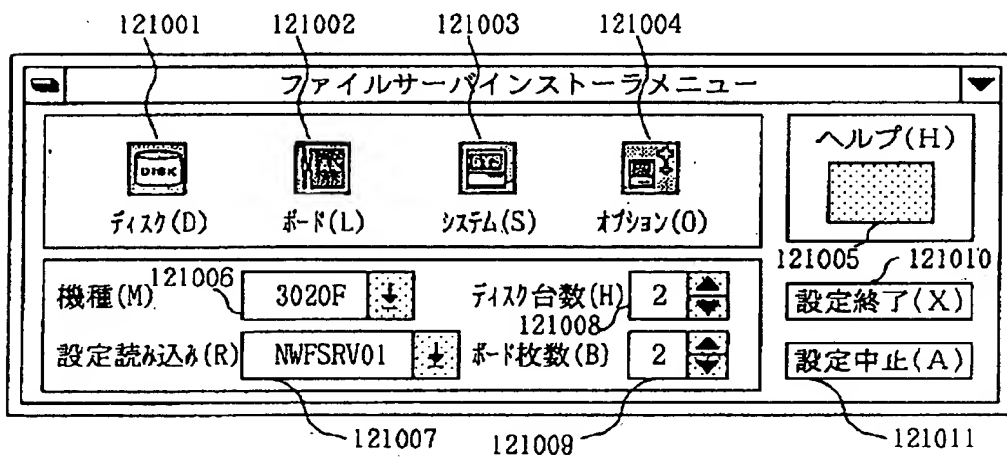 121001 121002 121003 121004
ファイルサーバインストーラメニュー
DISK
ディスク(D) ボード(L) システム(S) オプション(O)
ヘルプ(H)
121005 121010
機種(M) 121006 3020F ディスク台数(H) 2
121008
設定終了(X)
設定読み込み(R) NWFSRV01 ボード枚数(B) 2
設定中止(A)
121007 121009 121011